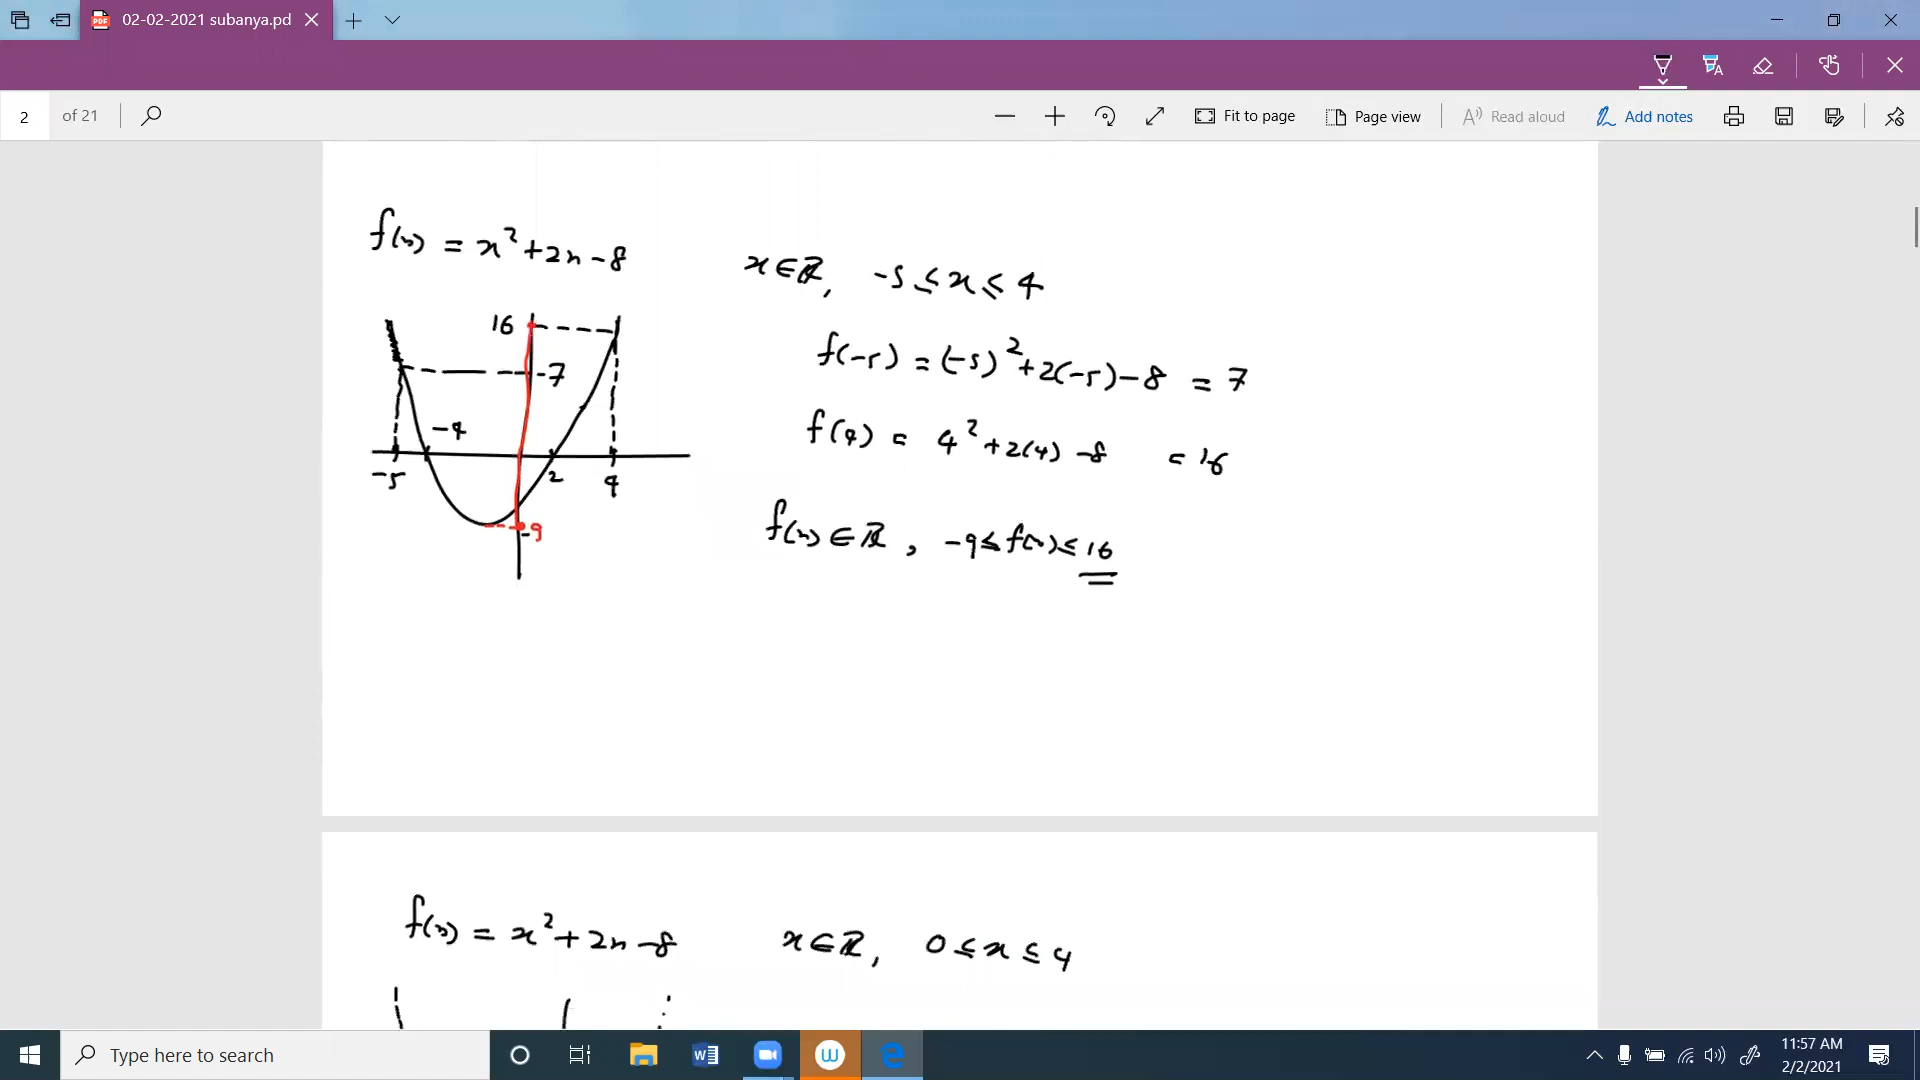 02-02-2021 subanya.pd
2 of 21
Fit to page
Page view
Read aloud
Add notes
f(x) = x²+2x-8
x∈ℝ, -5≤x≤4
16
-7
-4
-5
2
4
-9
f(-5) = (-5)²+2(-5)-8 = 7
f(4) = 4²+2(4)-8 = 16
f(x)∈ℝ, -9≤f(x)≤16
f(x) = x²+2x-8
x∈ℝ, 0≤x≤4
Type here to search
11:57 AM
2/2/2021